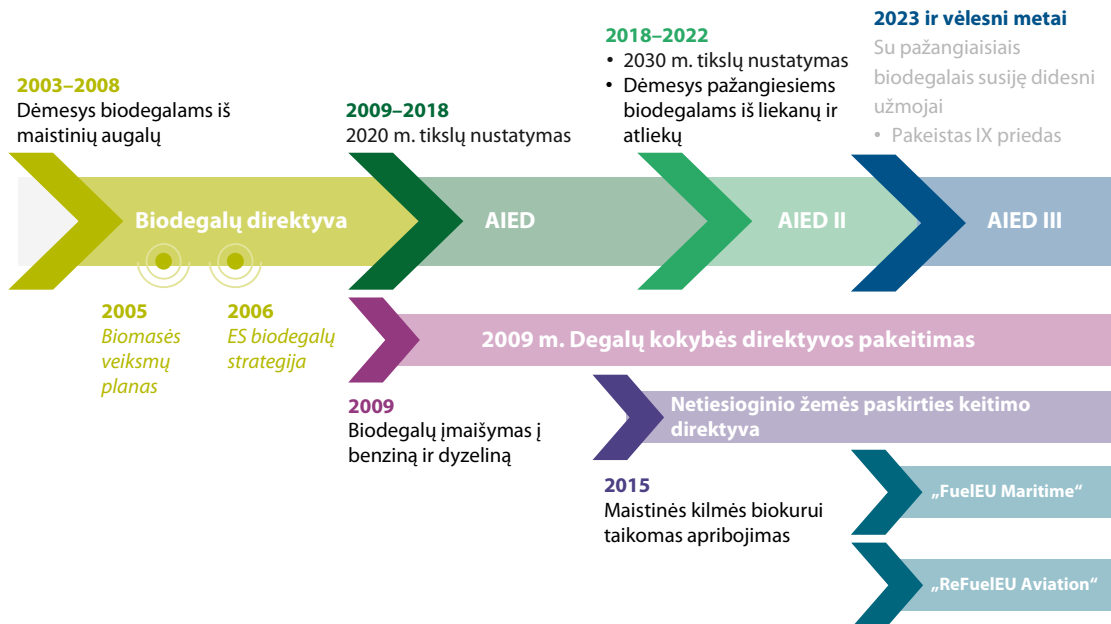 2003–2008
Dėmesys biodegalams iš
maistinių augalų
2009–2018
2020 m. tikslų nustatymas
2018–2022
• 2030 m. tikslų nustatymas
• Dėmesys pažangiesiems
biodegalams iš liekanų ir
atliekų
2023 ir vėlesni metai
Su pažangiaisiais
biodegalais susiję didesni
užmojai
• Pakeistas IX priedas
Biodegalų direktyva
AIED
AIED II
AIED III
2005
Biomasės
veiksmų
planas
2006
ES biodegalų
strategija
2009 m. Degalų kokybės direktyvos pakeitimas
2009
Biodegalų įmaišymas į
benziną ir dyzeliną
Netiesioginio žemės paskirties keitimo
direktyva
2015
Maistinės kilmės biokurui
taikomas apribojimas
„FuelEU Maritime“
„ReFuelEU Aviation“